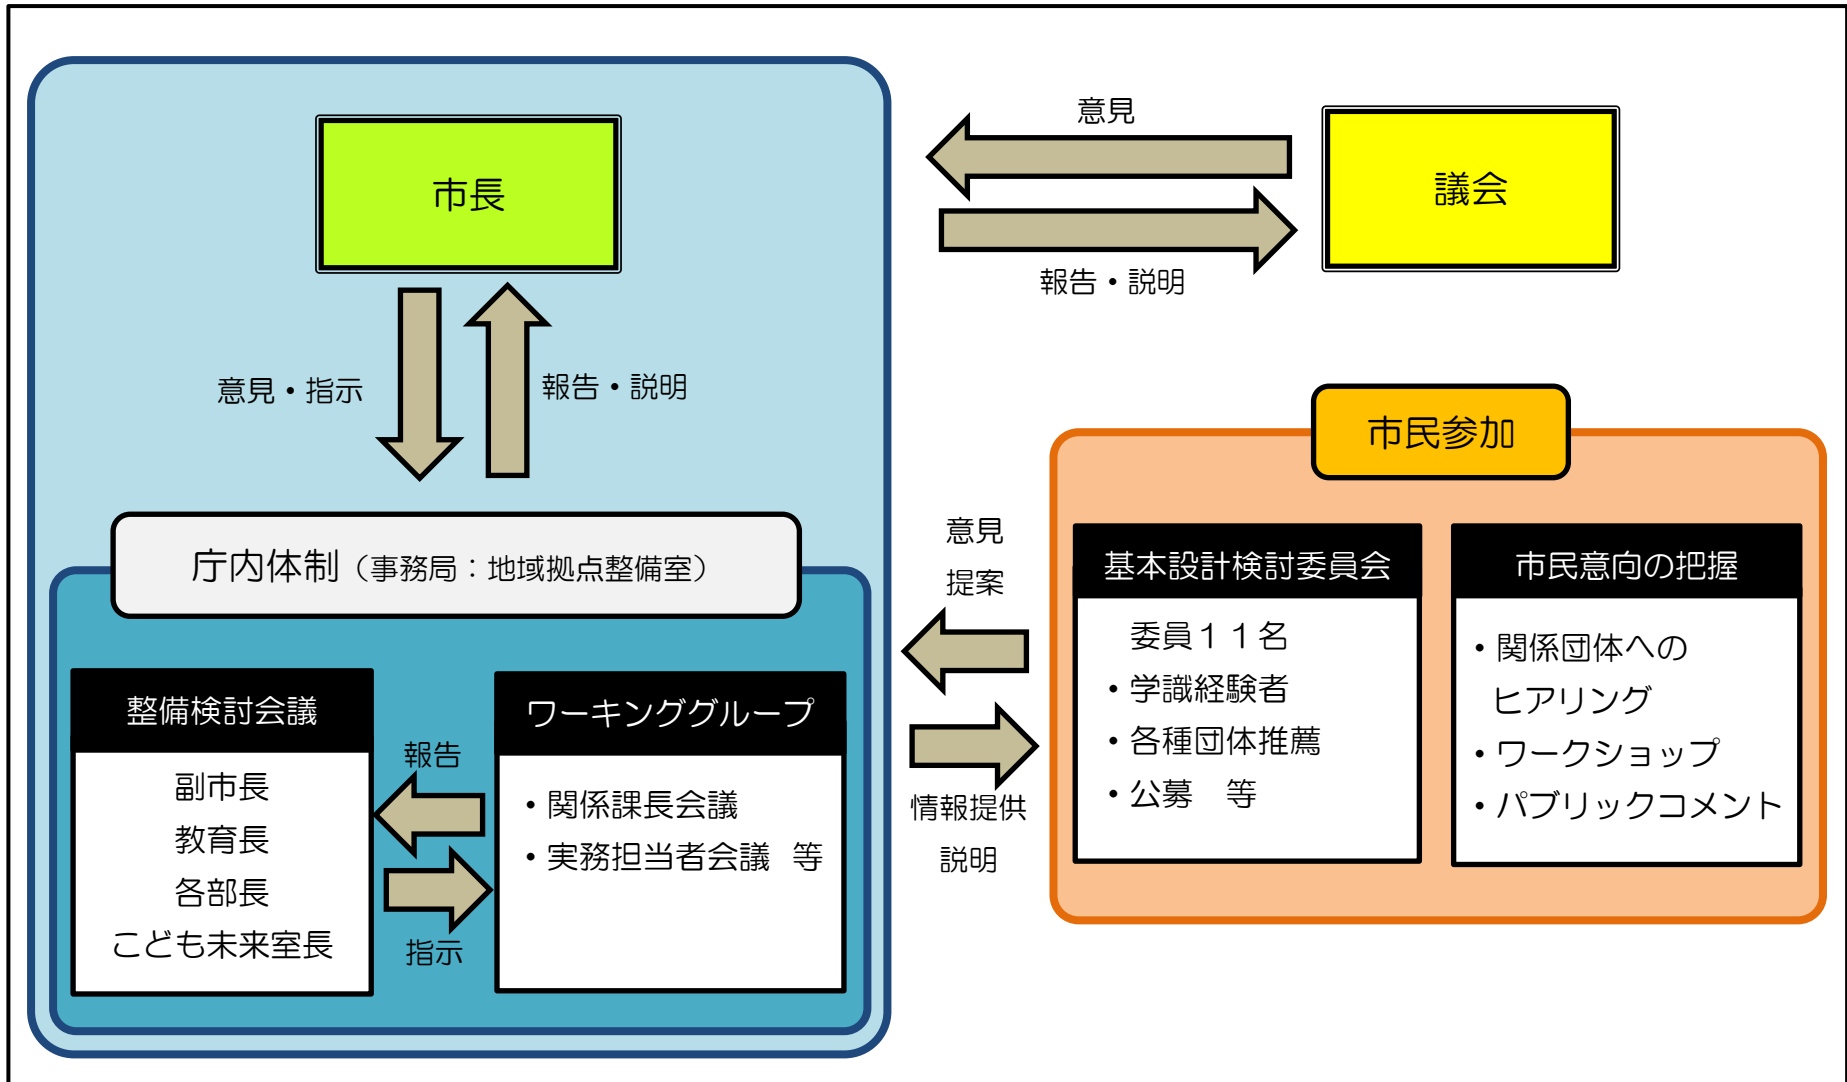 市長
意見
議会
報告・説明
意見・指示
報告・説明
庁内体制（事務局：地域拠点整備室）
整備検討会議
副市長
教育長
各部長
こども未来室長
報告
指示
ワーキンググループ
・関係課長会議
・実務担当者会議 等
意見
提案
情報提供
説明
市民参加
基本設計検討委員会
委員１１名
・学識経験者
・各種団体推薦
・公募　等
市民意向の把握
・関係団体への
ヒアリング
・ワークショップ
・パブリックコメント